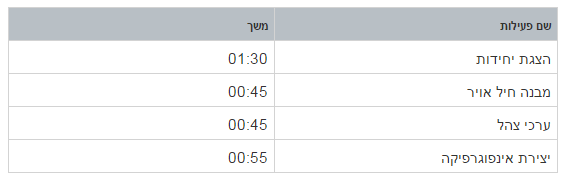 שם פעילות משך
הצגת יחידות 01:30
מבנה חיל אויר 00:45
ערכי צהל 00:45
יצירת אינפוגרפיקה 00:55